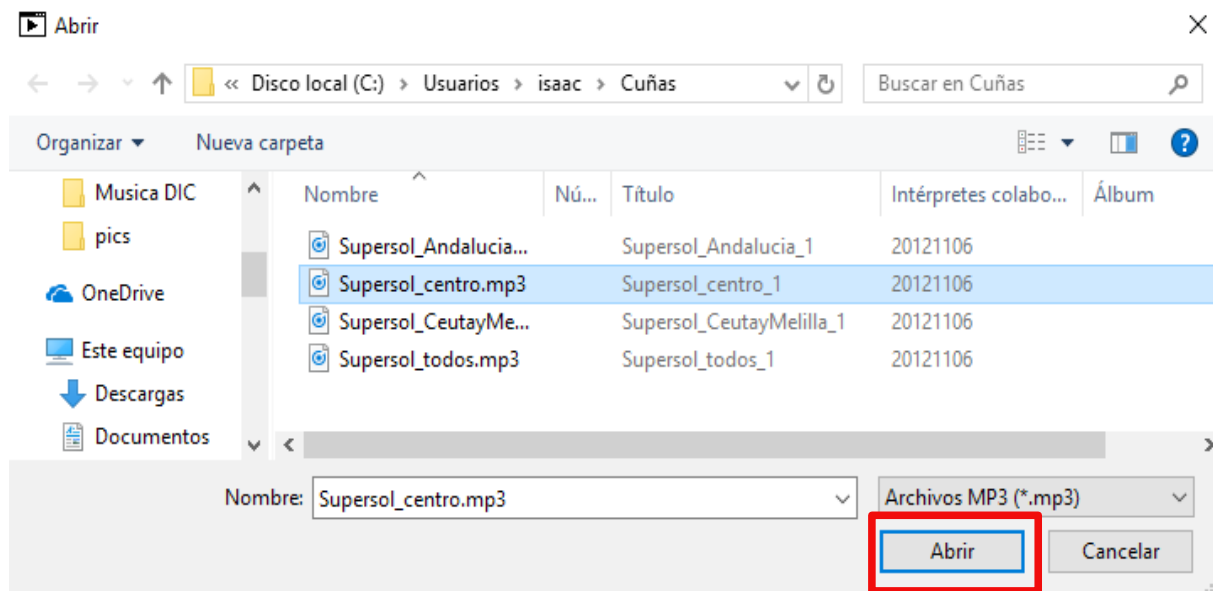 Abrir
« Disco local (C:) › Usuarios › isaac › Cuñas
Buscar en Cuñas
Organizar
Nueva carpeta
Musica DIC
pics
OneDrive
Este equipo
Descargas
Documentos
Nombre Nú... Título Intérpretes colabo... Álbum
Supersol_Andalucia... Supersol_Andalucia_1 20121106
Supersol_centro.mp3 Supersol_centro_1 20121106
Supersol_CeutayMe... Supersol_CeutayMelilla_1 20121106
Supersol_todos.mp3 Supersol_todos_1 20121106
Nombre: Supersol_centro.mp3 Archivos MP3 (*.mp3)
Abrir Cancelar